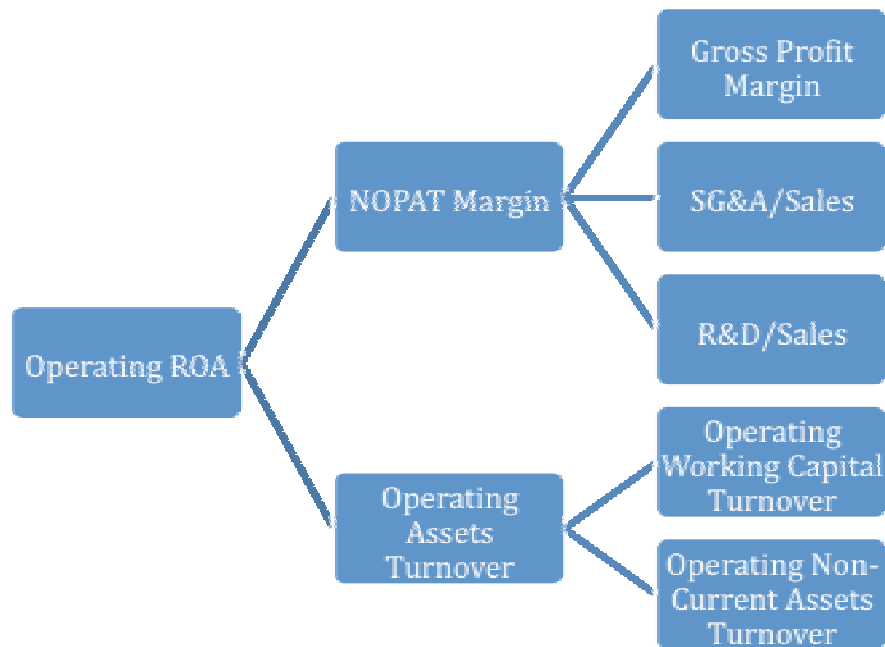 Gross Profit
Margin
NOPAT Margin
SG&A/Sales
R&D/Sales
Operating ROA
Operating
Working Capital
Turnover
Operating
Assets
Turnover
Operating Non-
Current Assets
Turnover